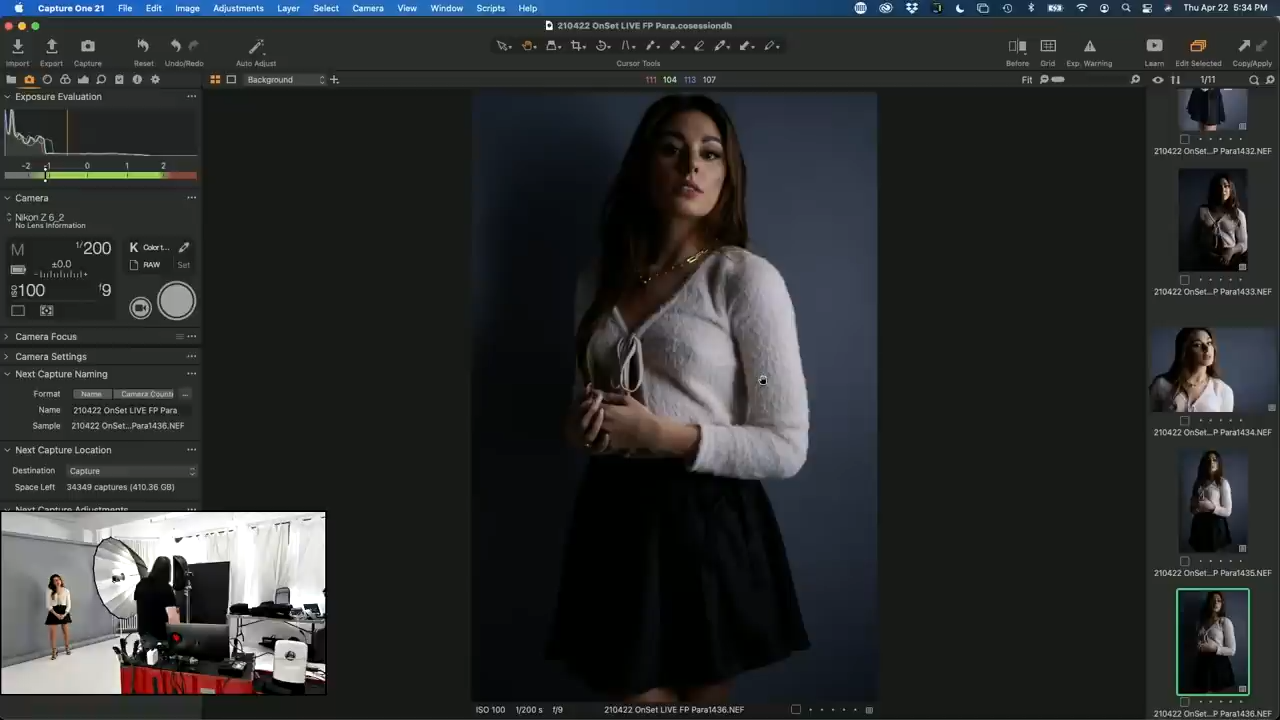 Capture One 21 File Edit Image Adjustments Layer Select Camera View Window Scripts Help Thu Apr 22 5:34 PM
210422 OnSet LIVE FP Para.cosessiondb
Import Export Capture Reset Undo/Redo Auto Adjust Cursor Tools Before Grid Exp. Warning Learn Edit Selected Copy/Apply
Background 111 104 113 107 Fit 1/11
Exposure Evaluation
-2 -1 0 1 2
Camera
Nikon Z 6_2
No Lens Information
M 1/200 K Color t...
±0.0 RAW Set
ISO 100 f9
Camera Focus
Camera Settings
Next Capture Naming
Format Name Camera Count ...
Name 210422 OnSet LIVE FP Para
Sample 210422 OnSet...Para1436.NEF
Next Capture Location
Destination Capture
Space Left 34349 captures (410.36 GB)
Next Capture Adjustments
210422 OnSet...P Para1432.NEF
210422 OnSet...P Para1433.NEF
210422 OnSet...P Para1434.NEF
210422 OnSet...P Para1435.NEF
210422 OnSet...P Para1436.NEF
ISO 100 1/200 s f/9 210422 OnSet LIVE FP Para1436.NEF